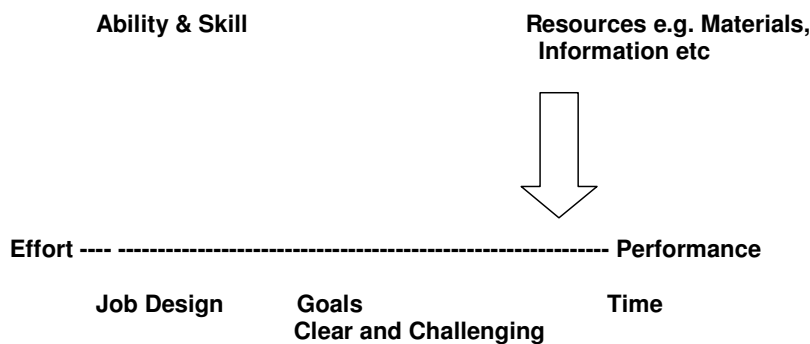 Ability & Skill
Resources e.g. Materials,
Information etc
Effort ---- -------------------------------------------------------------- Performance
Job Design
Goals
Clear and Challenging
Time